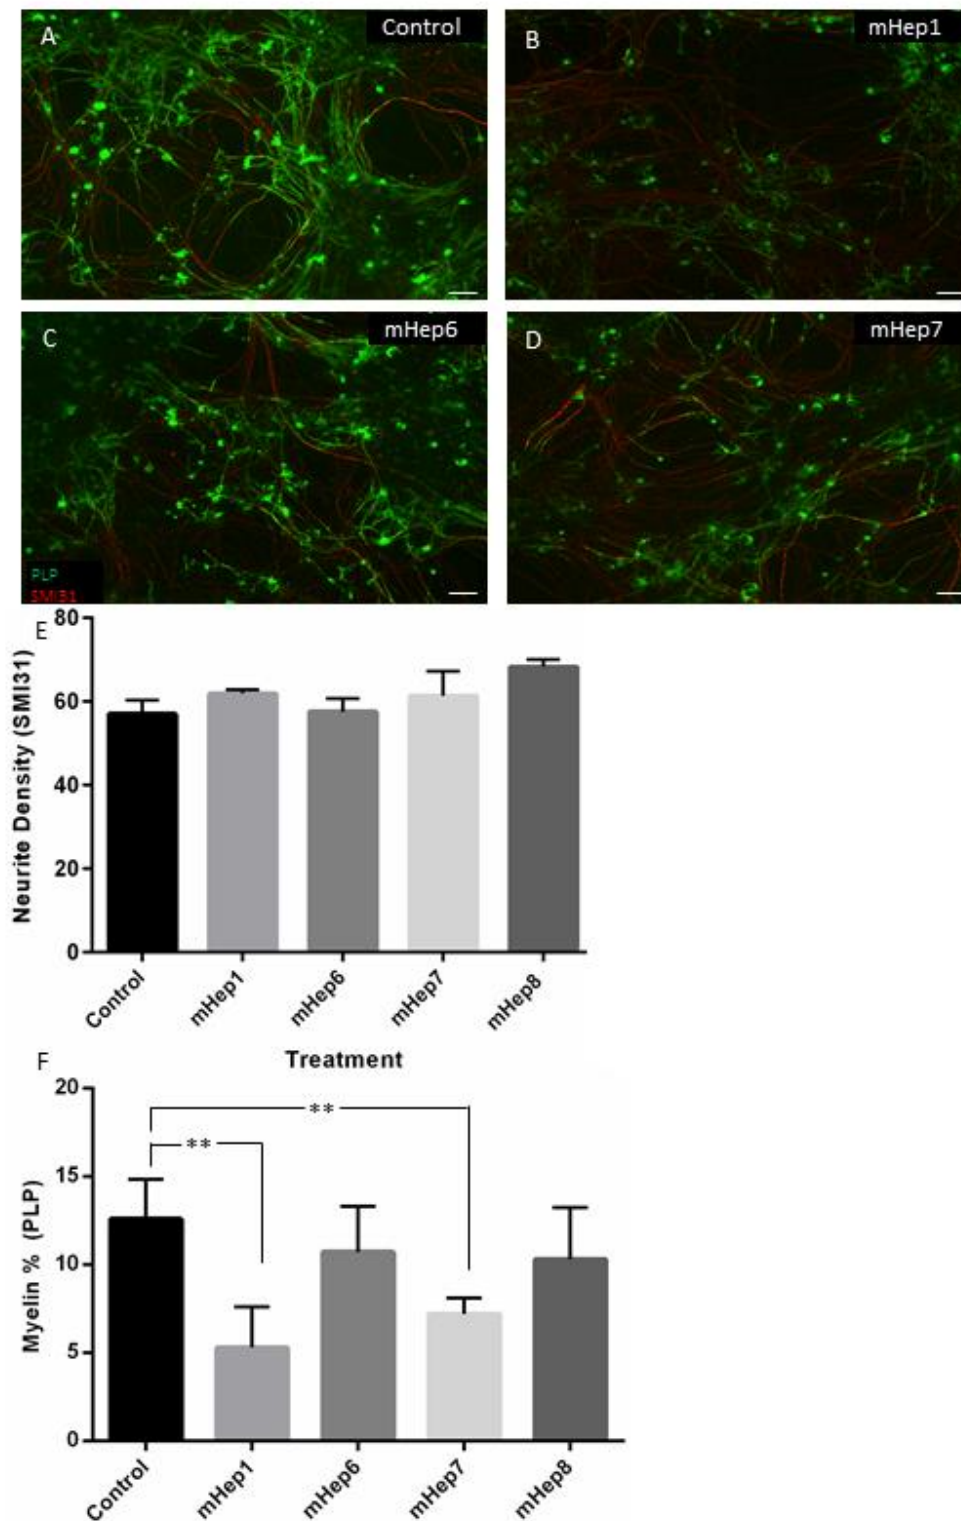 A
Control
B
mHep1
C
mHep6
D
mHep7
PLP
SMI31
E
Neurite Density (SMI31)
80
60
40
20
0
Control
mHep1
mHep6
mHep7
mHep8
Treatment
F
Myelin % (PLP)
20
15
10
5
0
**
**
Control
mHep1
mHep6
mHep7
mHep8